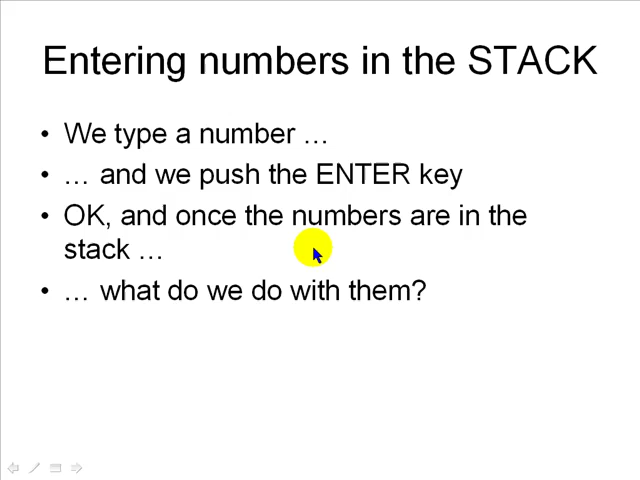 Entering numbers in the STACK
• We type a number …
• … and we push the ENTER key
• OK, and once the numbers are in the
stack …
• … what do we do with them?